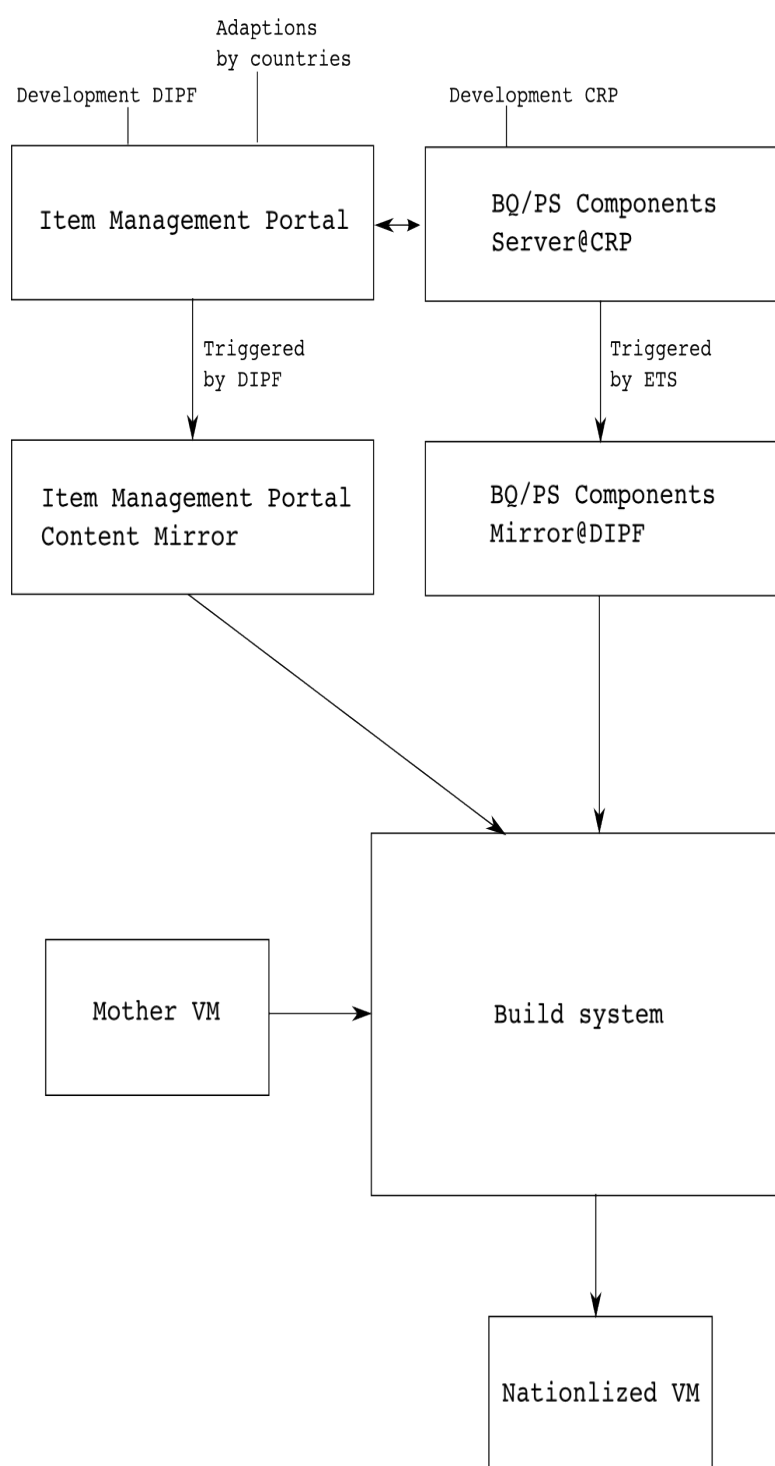 Adaptions
by countries
Development DIPF
Development CRP
Item Management Portal
BQ/PS Components
Server@CRP
Triggered
by DIPF
Triggered
by ETS
Item Management Portal
Content Mirror
BQ/PS Components
Mirror@DIPF
Mother VM
Build system
Nationlized VM